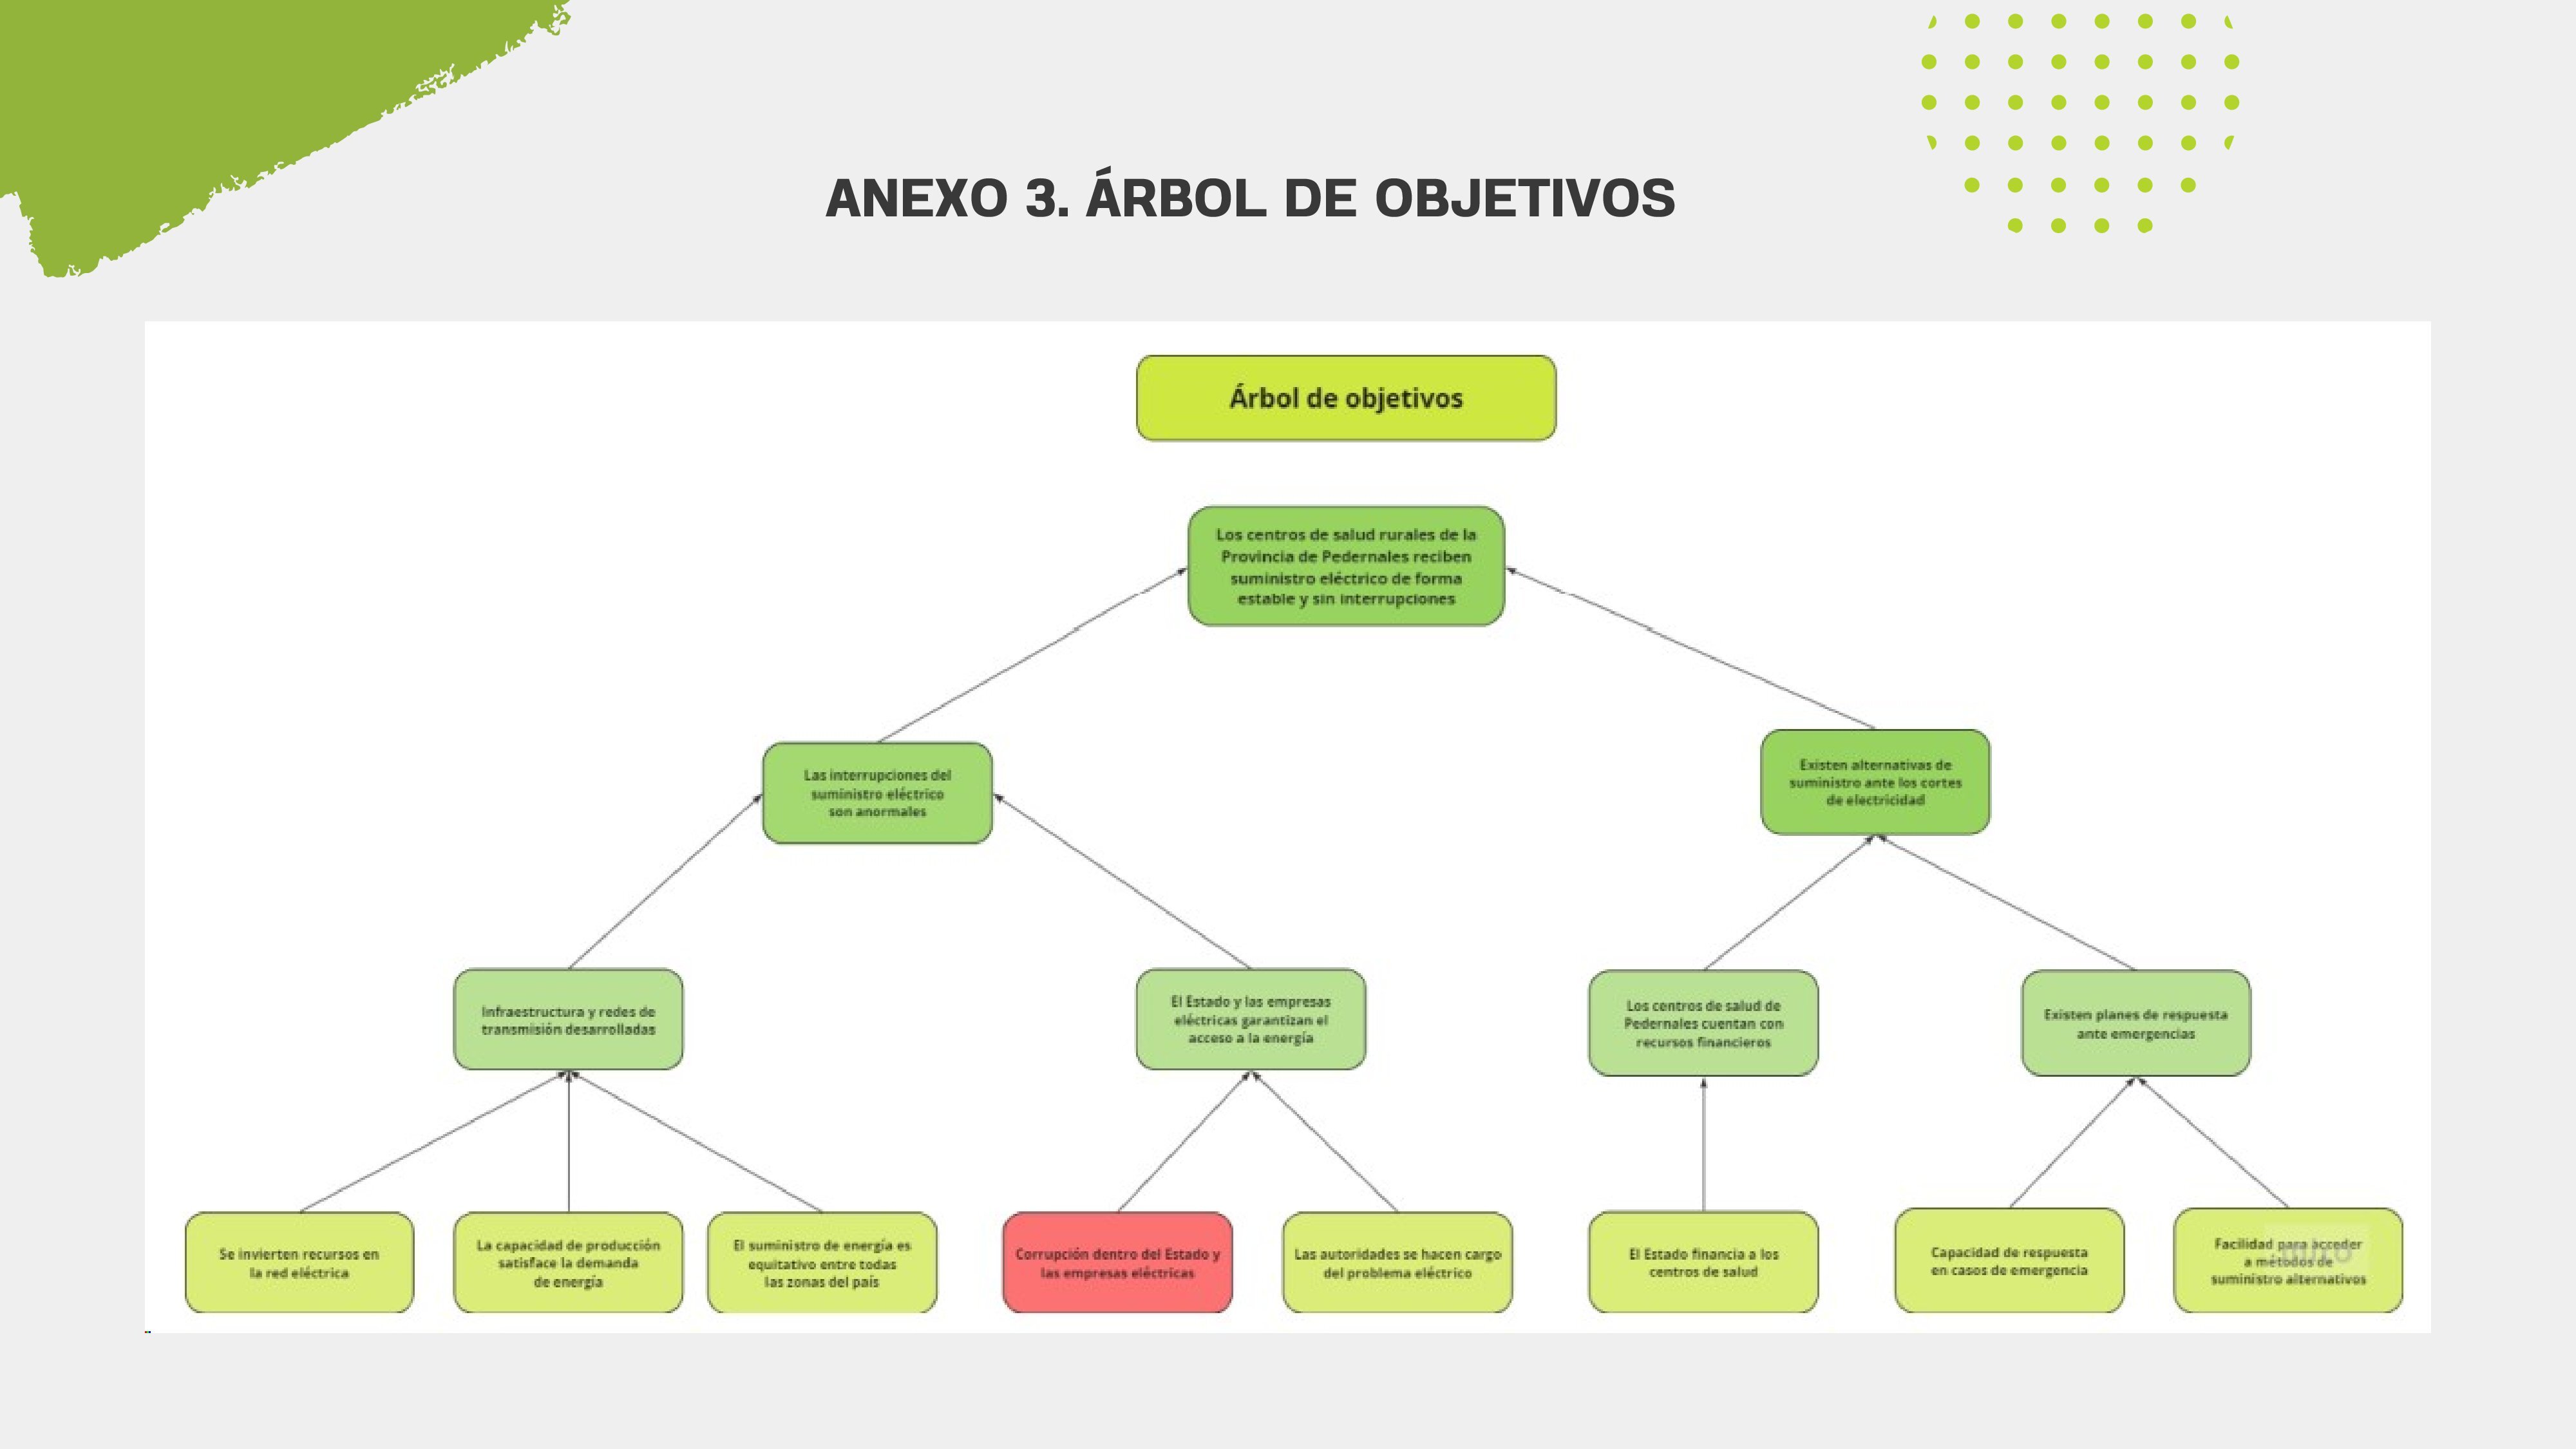 ANEXO 3. ÁRBOL DE OBJETIVOS
Árbol de objetivos
Los centros de salud rurales de la
Provincia de Pedernales reciben
suministro eléctrico de forma
estable y sin interrupciones
Las interrupciones del
suministro eléctrico
son anormales
Existen alternativas de
suministro ante los cortes
de electricidad
Infraestructura y redes de
transmisión desarrolladas
El Estado y las empresas
eléctricas garantizan el
acceso a la energía
Los centros de salud de
Pedernales cuentan con
recursos financieros
Existen planes de respuesta
ante emergencias
Se invierten recursos en
la red eléctrica
La capacidad de producción
satisface la demanda
de energía
El suministro de energía es
equitativo entre todas
las zonas del país
Corrupción dentro del Estado y
las empresas eléctricas
Las autoridades se hacen cargo
del problema eléctrico
El Estado financia a los
centros de salud
Capacidad de respuesta
en casos de emergencia
Facilidad para acceder
a métodos de
suministro alternativos
miro